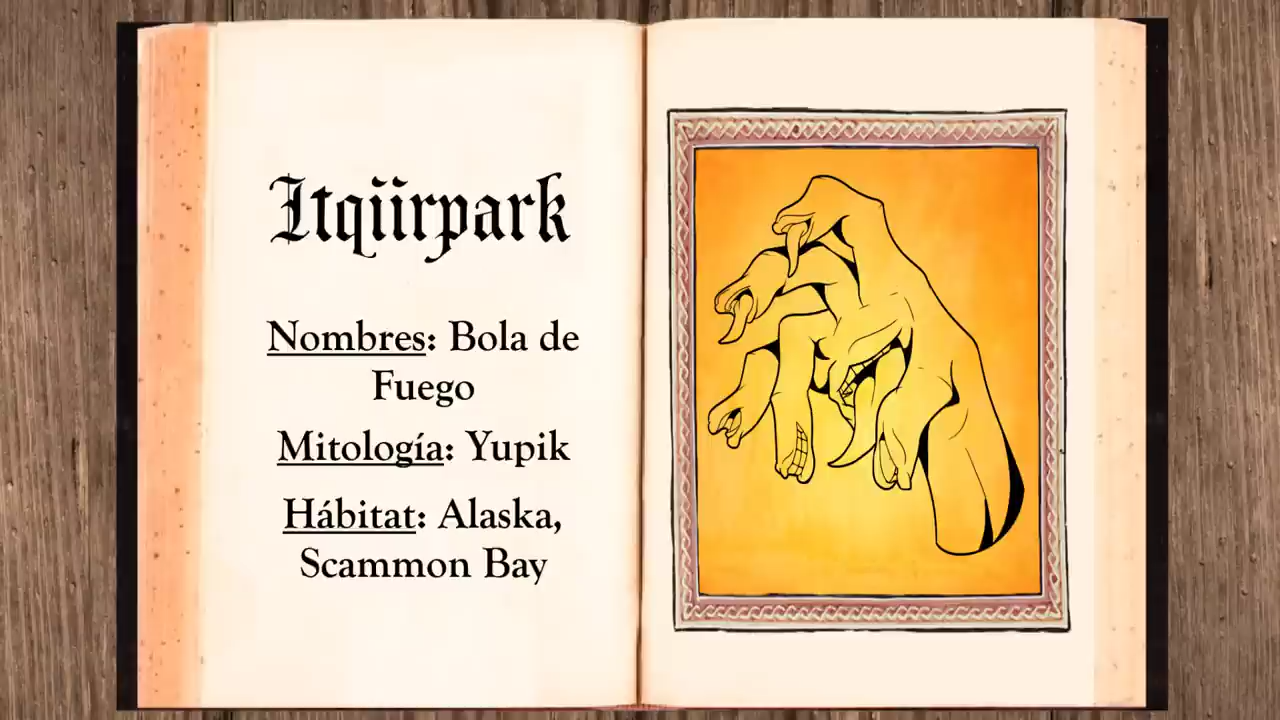 Itqiirpark
Nombres: Bola de
Fuego
Mitología: Yupik
Hábitat: Alaska,
Scammon Bay